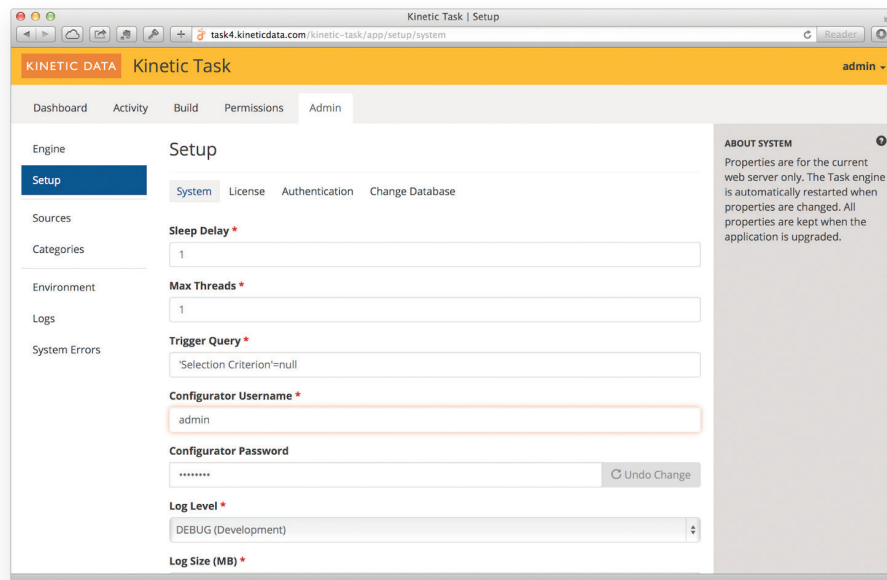 Kinetic Task | Setup
task4.kineticdata.com/kinetic-task/app/setup/system
Reader
KINETIC DATA Kinetic Task
admin
Dashboard Activity Build Permissions Admin
Engine
Setup
Sources
Categories
Environment
Logs
System Errors
Setup
System License Authentication Change Database
Sleep Delay *
1
Max Threads *
1
Trigger Query *
'Selection Criterion'=null
Configurator Username *
admin
Configurator Password
••••••••
Undo Change
Log Level *
DEBUG (Development)
Log Size (MB) *
ABOUT SYSTEM
Properties are for the current
web server only. The Task engine
is automatically restarted when
properties are changed. All
properties are kept when the
application is upgraded.